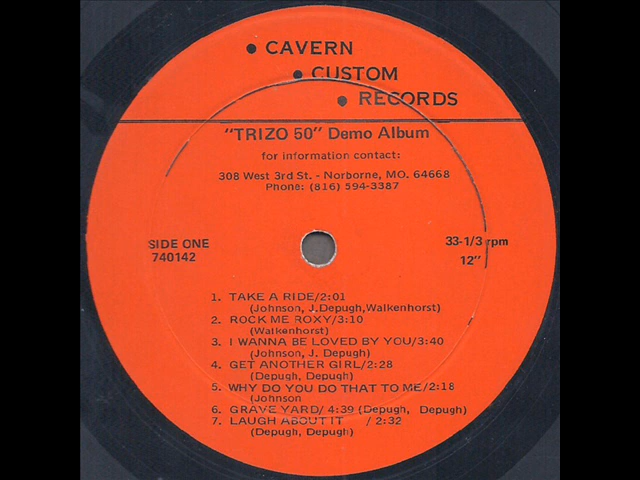 • CAVERN
• CUSTOM
• RECORDS
"TRIZO 50" Demo Album
for information contact:
308 West 3rd St. - Norborne, MO. 64668
Phone: (816) 594-3387
SIDE ONE 33-1/3 rpm
740142 12"
1. TAKE A RIDE/2:01
(Johnson, J.Depugh,Walkenhorst)
2. ROCK ME ROXY/3:10
(Walkenhorst)
3. I WANNA BE LOVED BY YOU/3:40
(Johnson, J. Depugh)
4. GET ANOTHER GIRL/2:28
(Depugh, Depugh)
5. WHY DO YOU DO THAT TO ME/2:18
(Johnson
6. GRAVE YARD/ 4:39 (Depugh, Depugh)
7. LAUGH ABOUT IT / 2:32
(Depugh, Depugh)